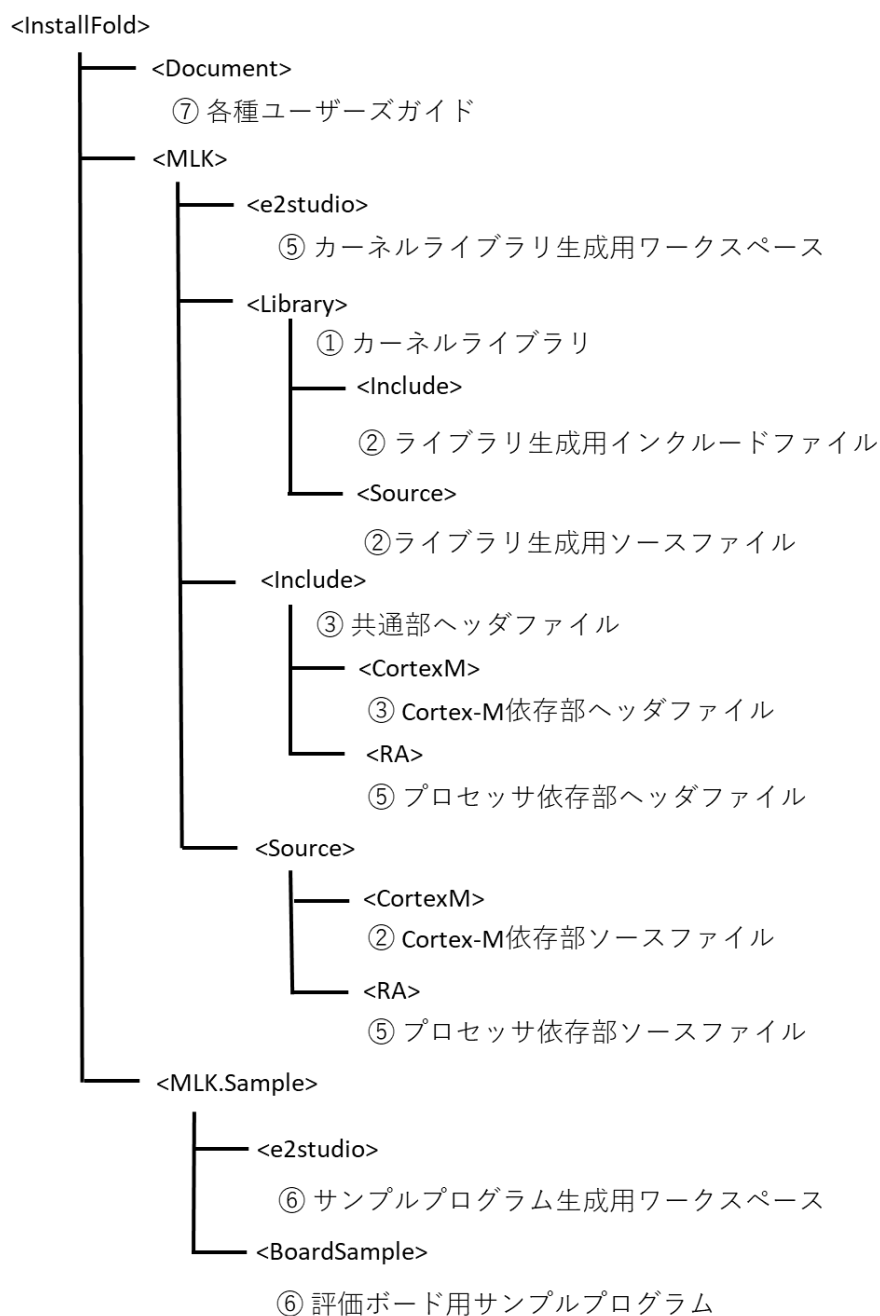 <InstallFold>
<Document>
⑦ 各種ユーザーズガイド
<MLK>
<e2studio>
⑤ カーネルライブラリ生成用ワークスペース
<Library>
① カーネルライブラリ
<Include>
② ライブラリ生成用インクルードファイル
<Source>
②ライブラリ生成用ソースファイル
<Include>
③ 共通部ヘッダファイル
<CortexM>
③ Cortex-M依存部ヘッダファイル
<RA>
⑤ プロセッサ依存部ヘッダファイル
<Source>
<CortexM>
② Cortex-M依存部ソースファイル
<RA>
⑤ プロセッサ依存部ソースファイル
<MLK.Sample>
<e2studio>
⑥ サンプルプログラム生成用ワークスペース
<BoardSample>
⑥ 評価ボード用サンプルプログラム